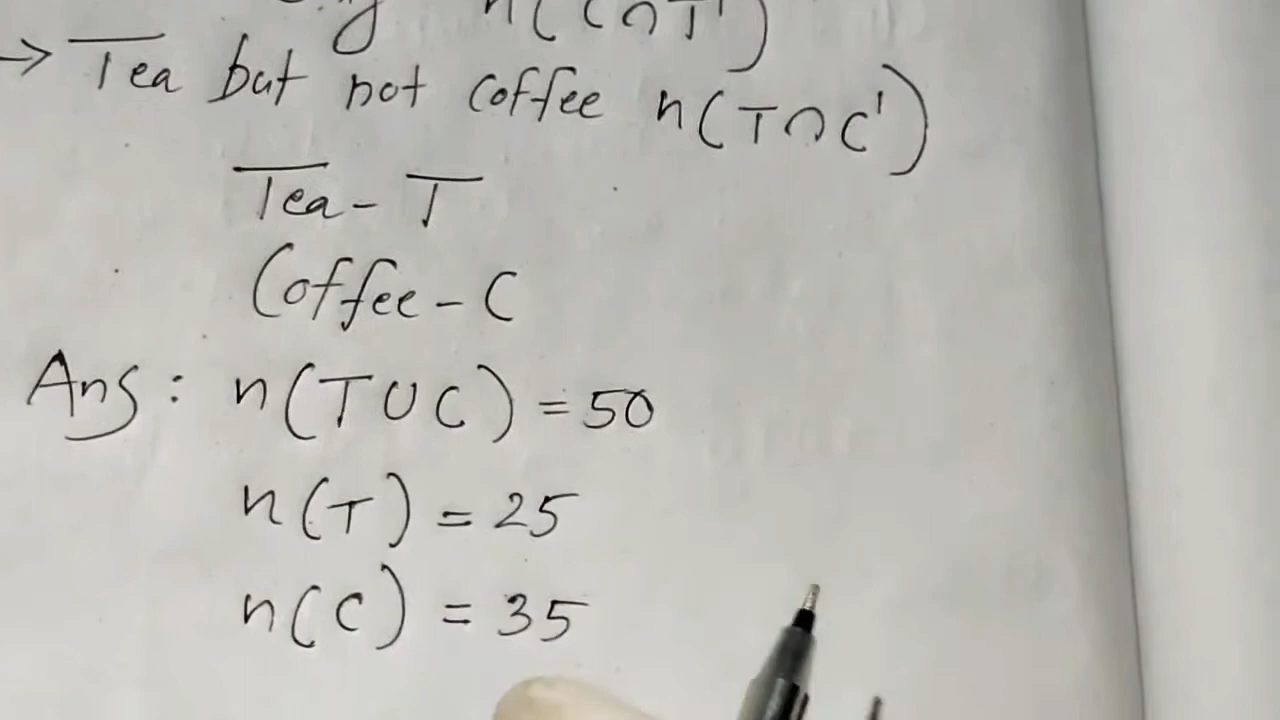 n(C∩T')
→ Tea but not coffee n(T∩C')
Tea - T
Coffee - C
Ans : n(T∪C) = 50
n(T) = 25
n(C) = 35